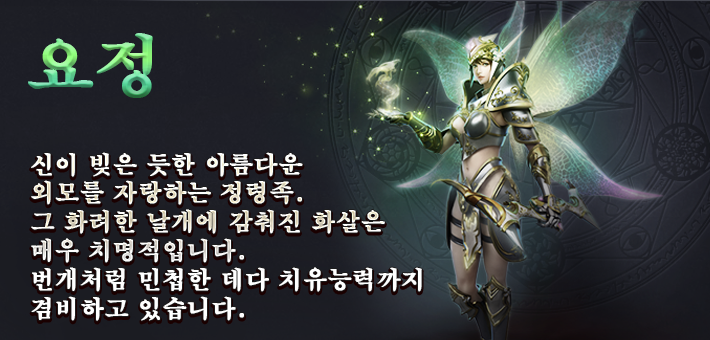 요정
신이 빚은 듯한 아름다운
외모를 자랑하는 정령족.
그 화려한 날개에 감춰진 화살은
매우 치명적입니다.
번개처럼 민첩한 데다 치유능력까지
겸비하고 있습니다.